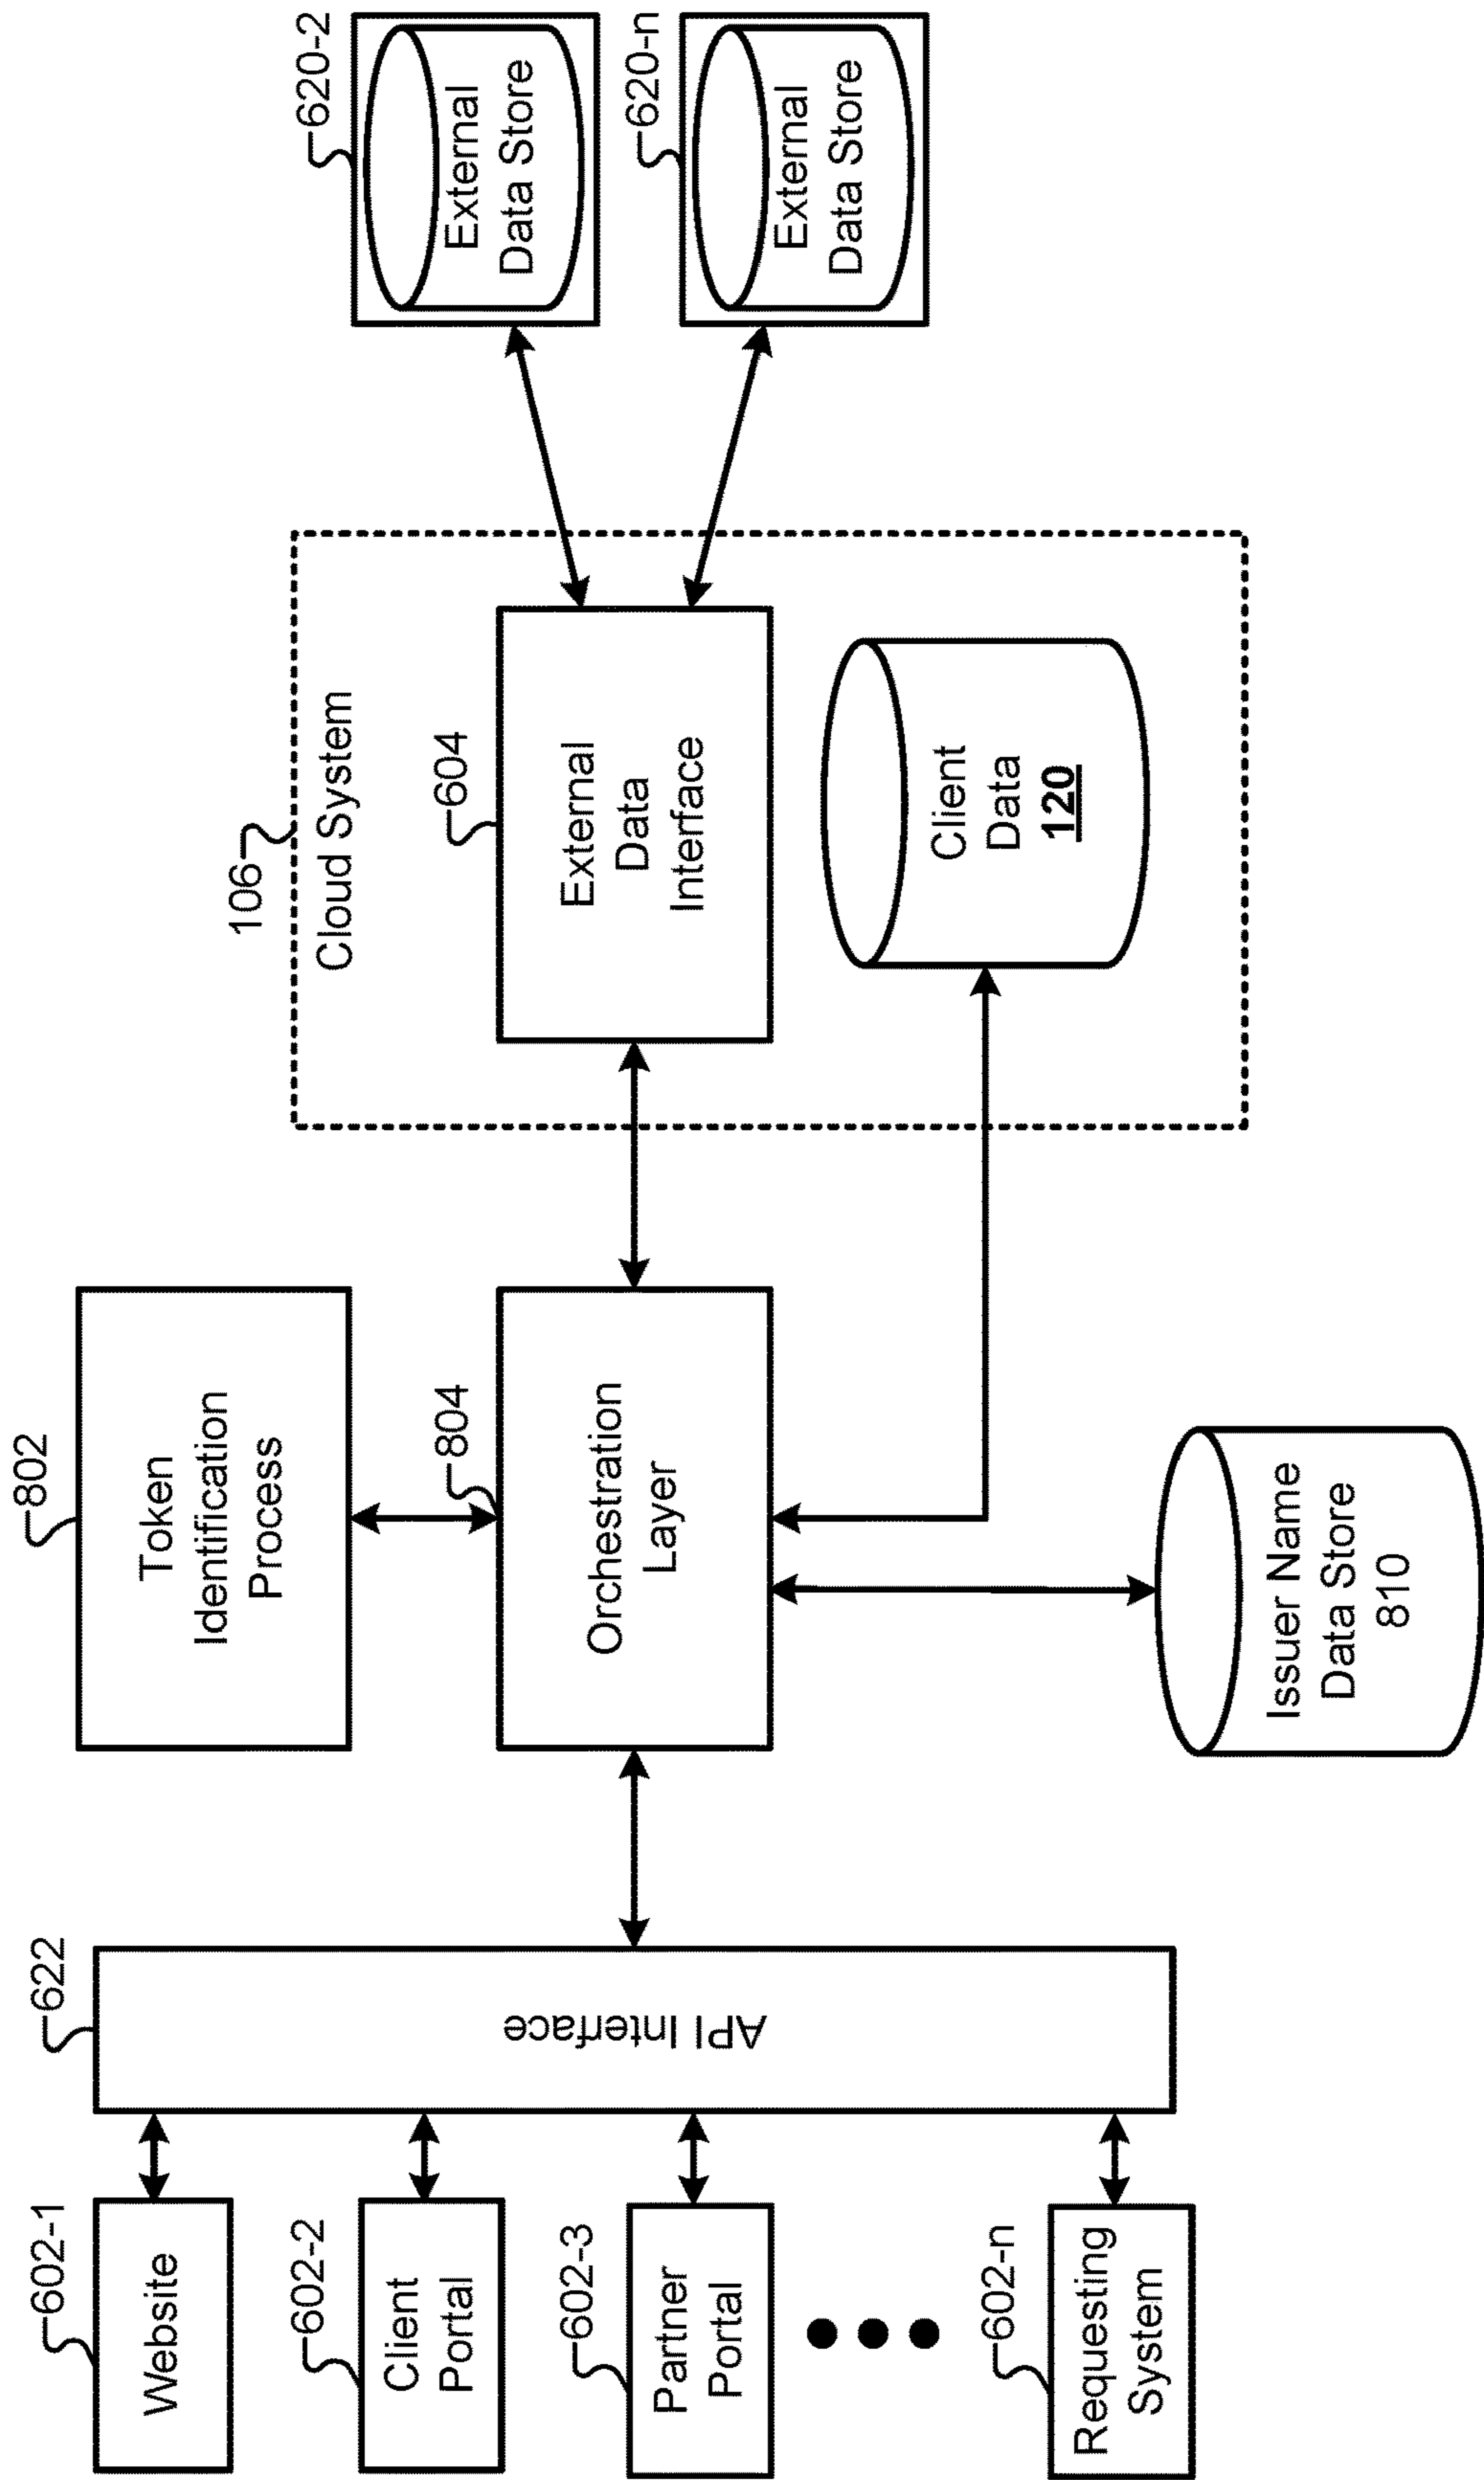 602-1
Website
602-2
Client
Portal
602-3
Partner
Portal
602-n
Requesting
System
622
API Interface
802
Token
Identification
Process
804
Orchestration
Layer
Issuer Name
Data Store
810
106
Cloud System
604
External
Data
Interface
Client
Data
120
620-2
External
Data Store
620-n
External
Data Store